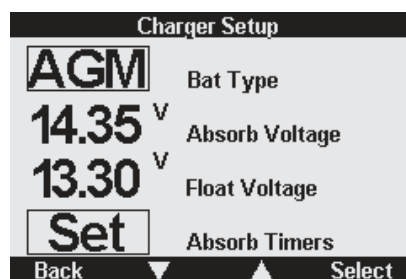 Charger Setup
AGM Bat Type
14.35 V Absorb Voltage
13.30 V Float Voltage
Set Absorb Timers
Back Select